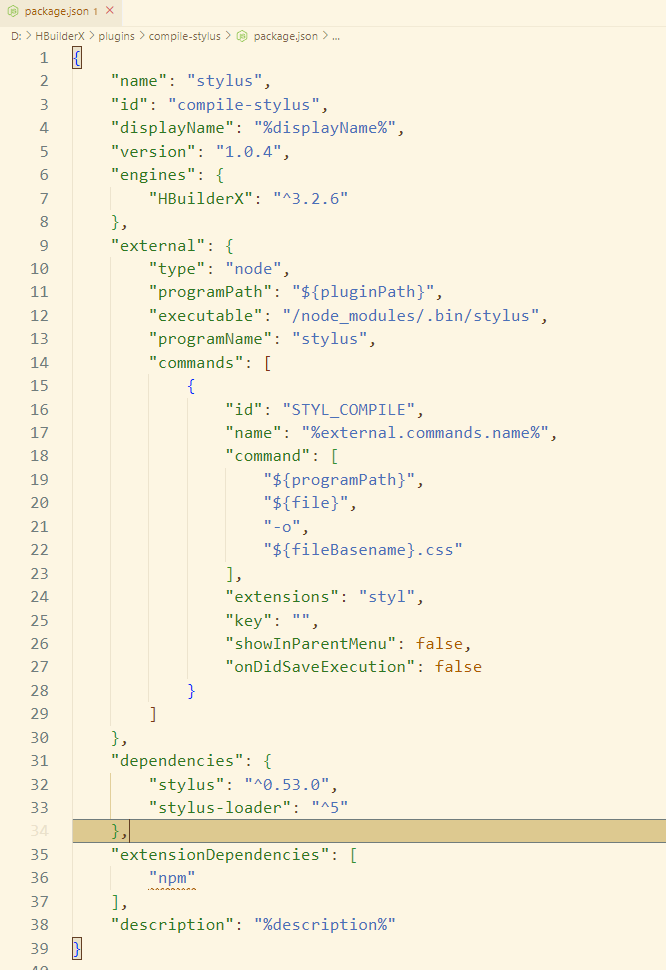 package.json 1 ×
D: > HBuilderX > plugins > compile-stylus > package.json > ...
1 {
2     "name": "stylus",
3     "id": "compile-stylus",
4     "displayName": "%displayName%",
5     "version": "1.0.4",
6     "engines": {
7         "HBuilderX": "^3.2.6"
8     },
9     "external": {
10         "type": "node",
11         "programPath": "${pluginPath}",
12         "executable": "/node_modules/.bin/stylus",
13         "programName": "stylus",
14         "commands": [
15             {
16                 "id": "STYL_COMPILE",
17                 "name": "%external.commands.name%",
18                 "command": [
19                     "${programPath}",
20                     "${file}",
21                     "-o",
22                     "${fileBasename}.css"
23                 ],
24                 "extensions": "styl",
25                 "key": "",
26                 "showInParentMenu": false,
27                 "onDidSaveExecution": false
28             }
29         ]
30     },
31     "dependencies": {
32         "stylus": "^0.53.0",
33         "stylus-loader": "^5"
34     },
35     "extensionDependencies": [
36         "npm"
37     ],
38     "description": "%description%"
39 }
40